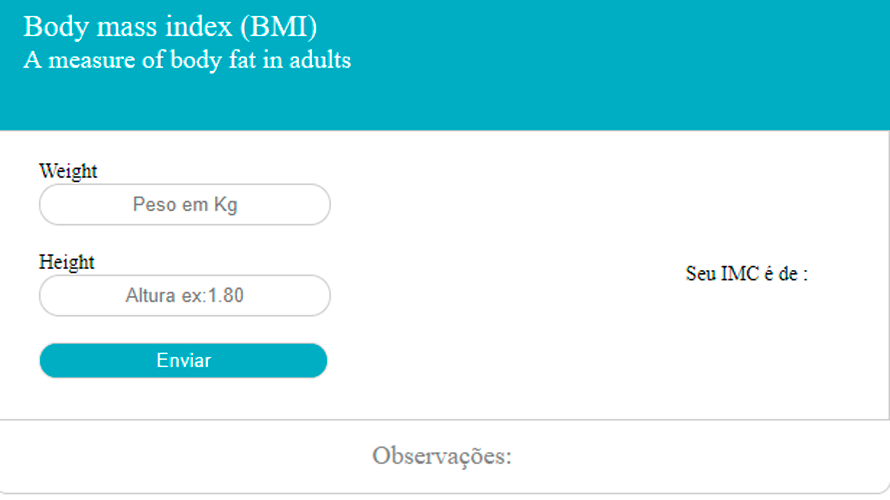 Body mass index (BMI)
A measure of body fat in adults
Weight
Peso em Kg
Height
Altura ex:1.80
Seu IMC é de :
Enviar
Observações: